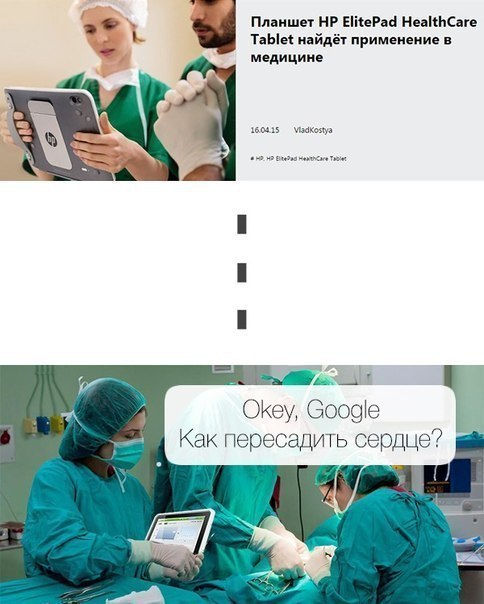 Планшет HP ElitePad HealthCare
Tablet найдёт применение в
медицине
16.04.15 VladKostya
# HP, HP ElitePad HealthCare Tablet
hp
Okey, Google
Как пересадить сердце?